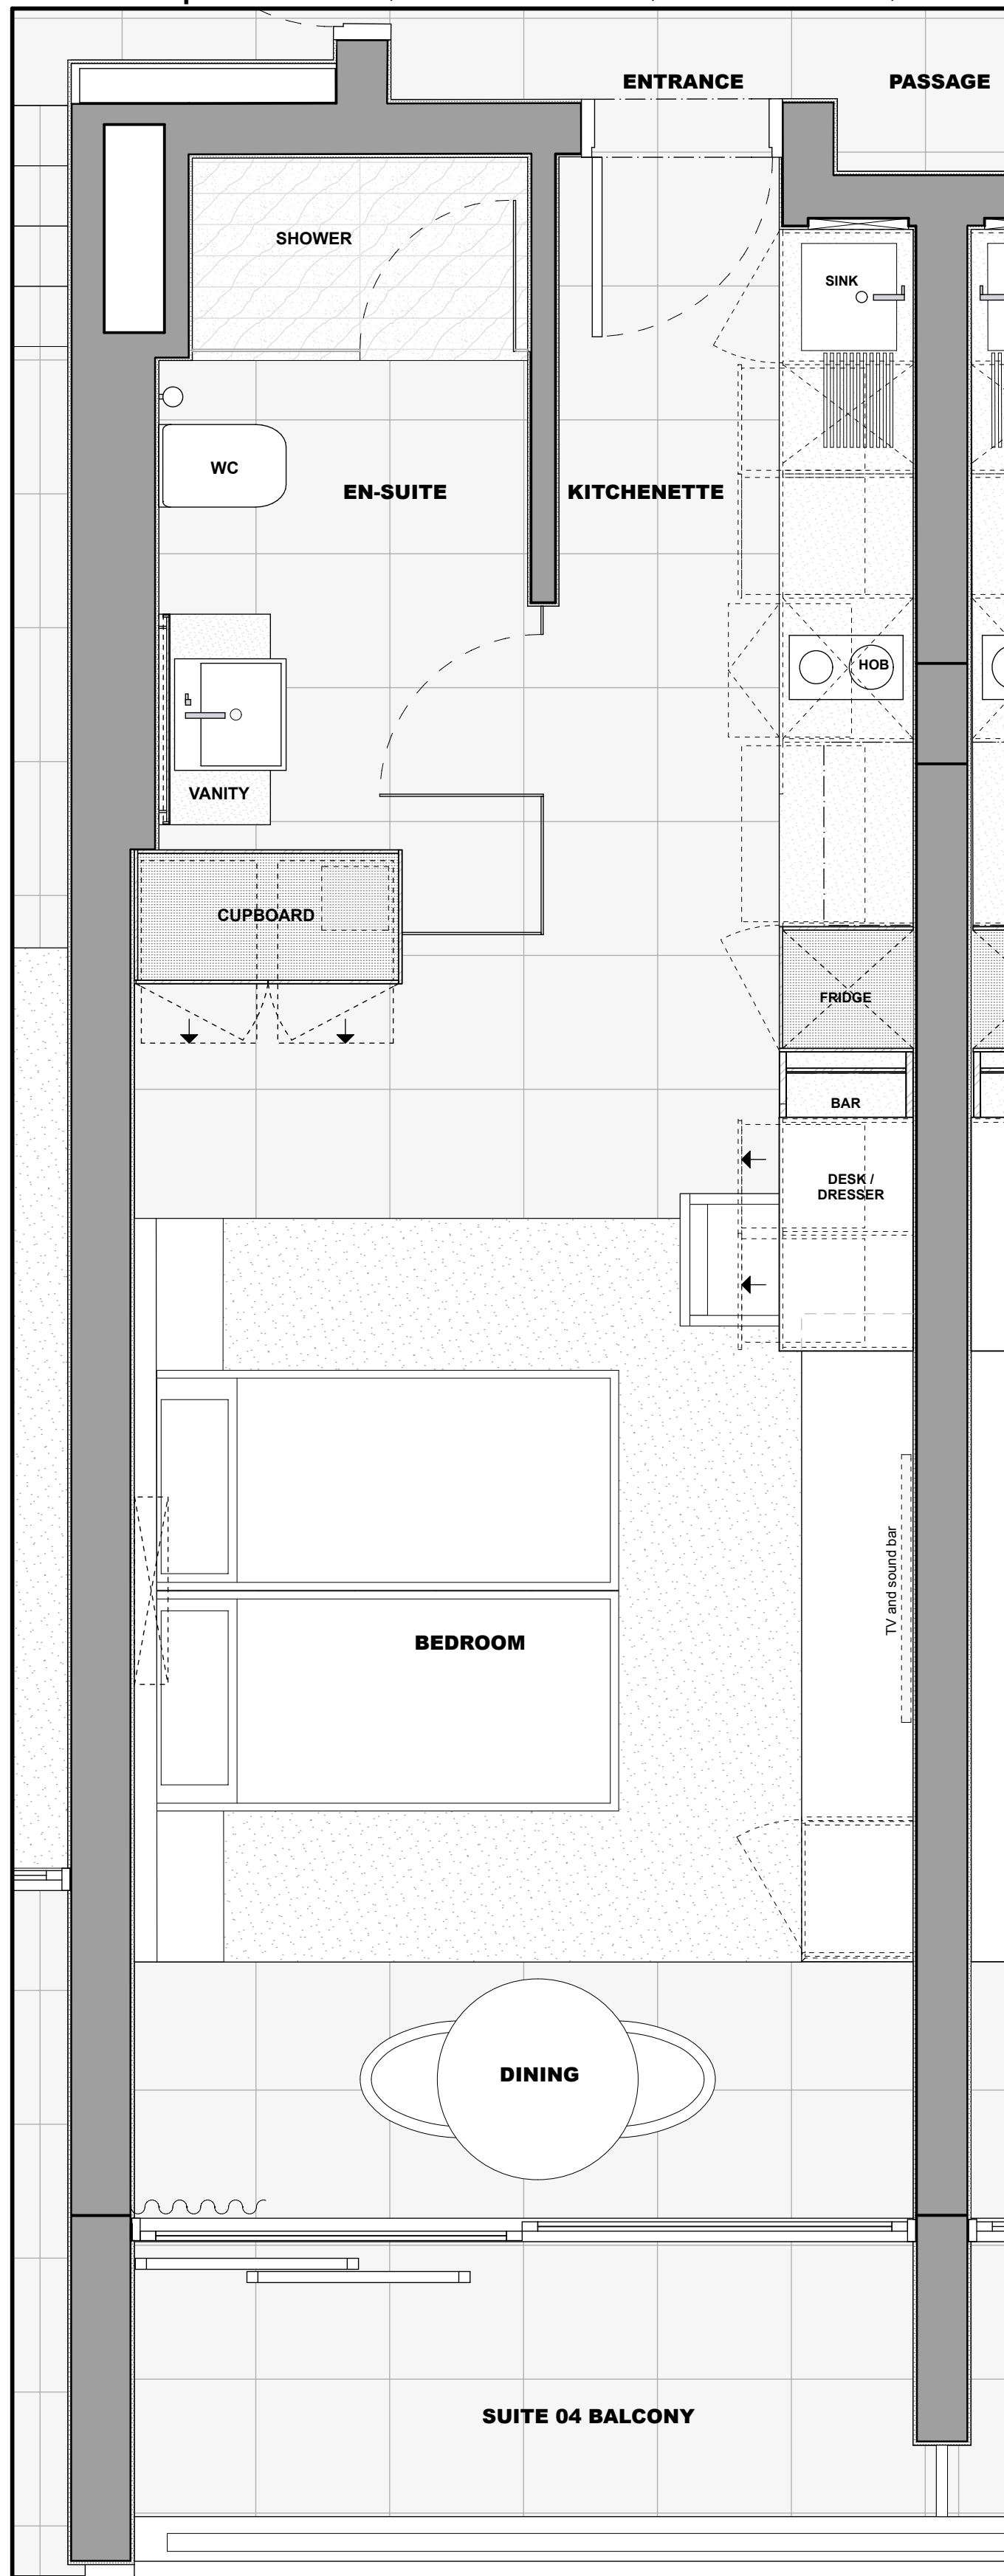 ENTRANCE
PASSAGE
SHOWER
SINK
WC
EN-SUITE
KITCHENETTE
HOB
VANITY
CUPBOARD
FRIDGE
BAR
DESK /
DRESSER
TV and sound bar
BEDROOM
DINING
SUITE 04 BALCONY